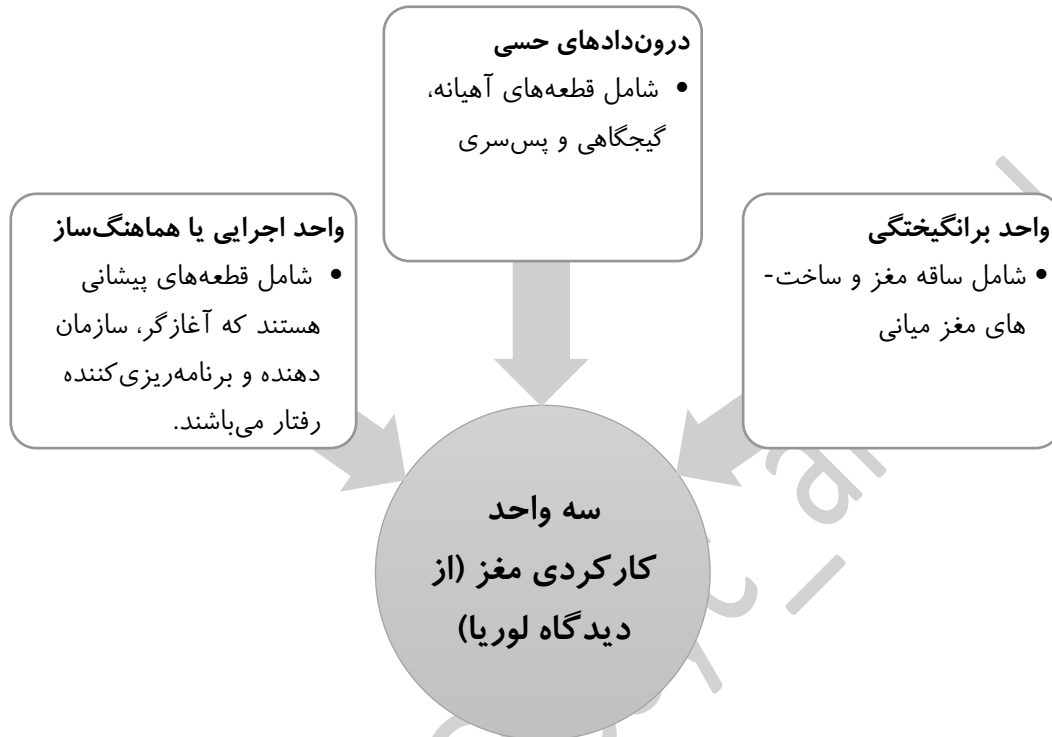 درون‌دادهای حسی
• شامل قطعه‌های آهیانه،
گیجگاهی و پس‌سری
واحد برانگیختگی
• شامل ساقه مغز و ساخت-
های مغز میانی
واحد اجرایی یا هماهنگ‌ساز
• شامل قطعه‌های پیشانی
هستند که آغازگر، سازمان
دهنده و برنامه‌ریزی‌کننده
رفتار می‌باشند.
سه واحد
کارکردی مغز (از
دیدگاه لوریا)